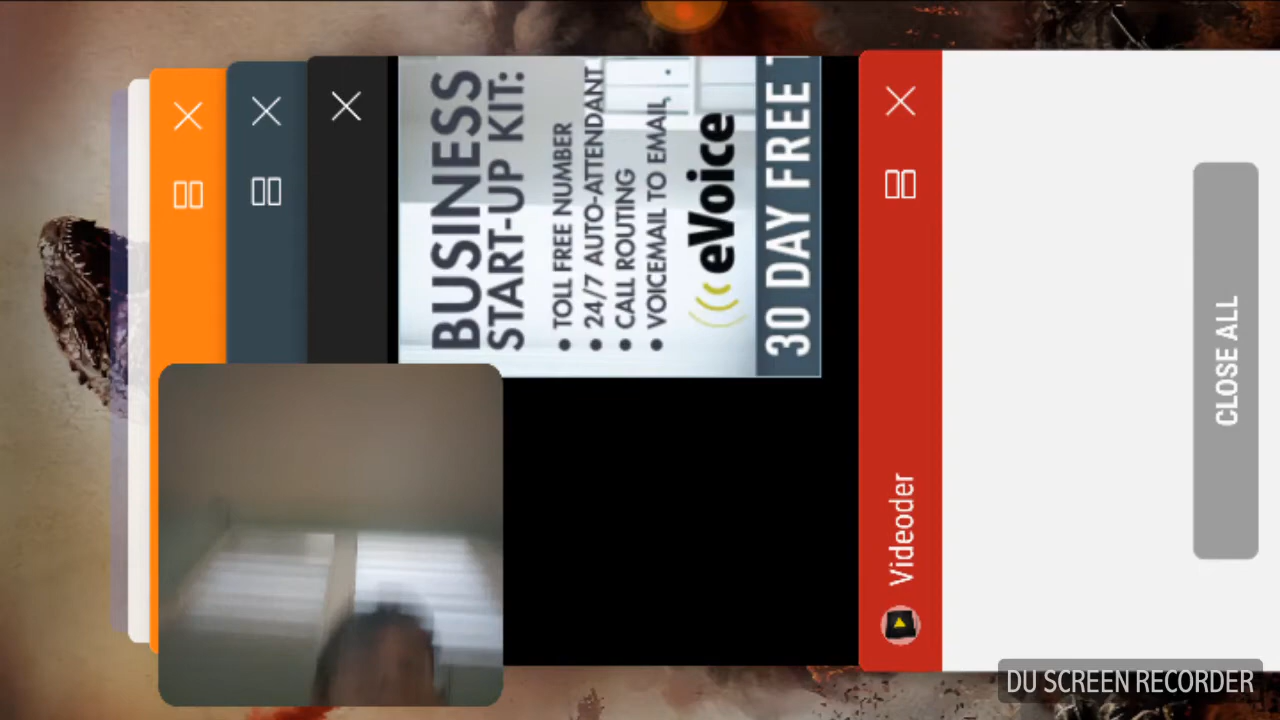 BUSINESS
START-UP KIT:
• TOLL FREE NUMBER
• 24/7 AUTO-ATTENDANT
• CALL ROUTING
• VOICEMAIL TO EMAIL
eVoice
30 DAY FREE
Videoder
CLOSE ALL
DU SCREEN RECORDER